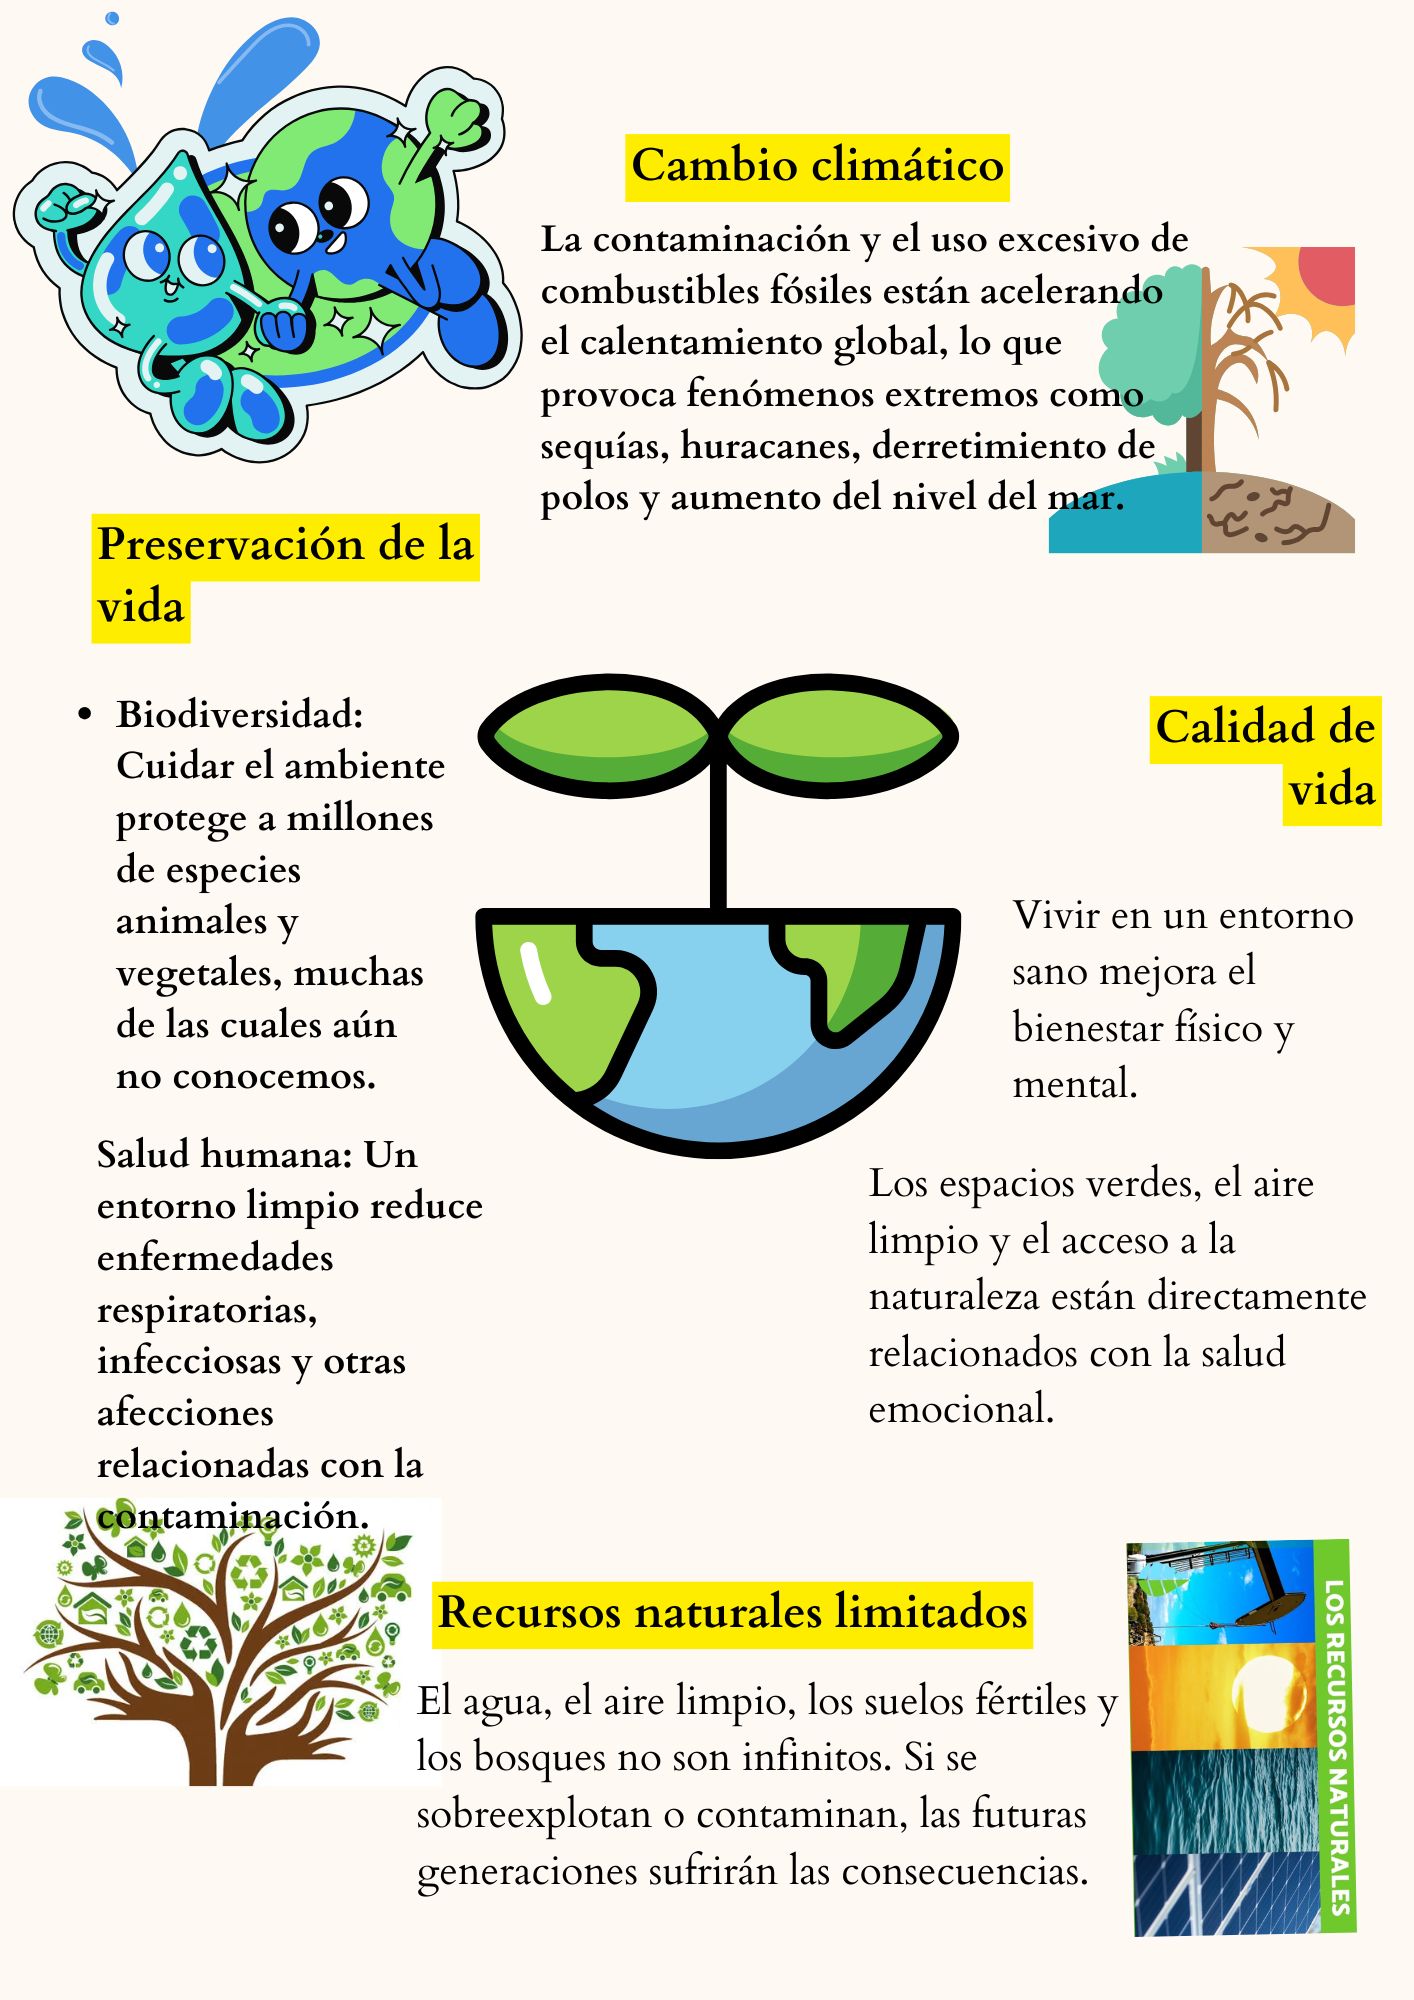 Cambio climático
La contaminación y el uso excesivo de
combustibles fósiles están acelerando
el calentamiento global, lo que
provoca fenómenos extremos como
sequías, huracanes, derretimiento de
polos y aumento del nivel del mar.
Preservación de la
vida
• Biodiversidad:
Cuidar el ambiente
protege a millones
de especies
animales y
vegetales, muchas
de las cuales aún
no conocemos.
Salud humana: Un
entorno limpio reduce
enfermedades
respiratorias,
infecciosas y otras
afecciones
relacionadas con la
contaminación.
Calidad de
vida
Vivir en un entorno
sano mejora el
bienestar físico y
mental.
Los espacios verdes, el aire
limpio y el acceso a la
naturaleza están directamente
relacionados con la salud
emocional.
Recursos naturales limitados
El agua, el aire limpio, los suelos fértiles y
los bosques no son infinitos. Si se
sobreexplotan o contaminan, las futuras
generaciones sufrirán las consecuencias.
LOS RECURSOS NATURALES